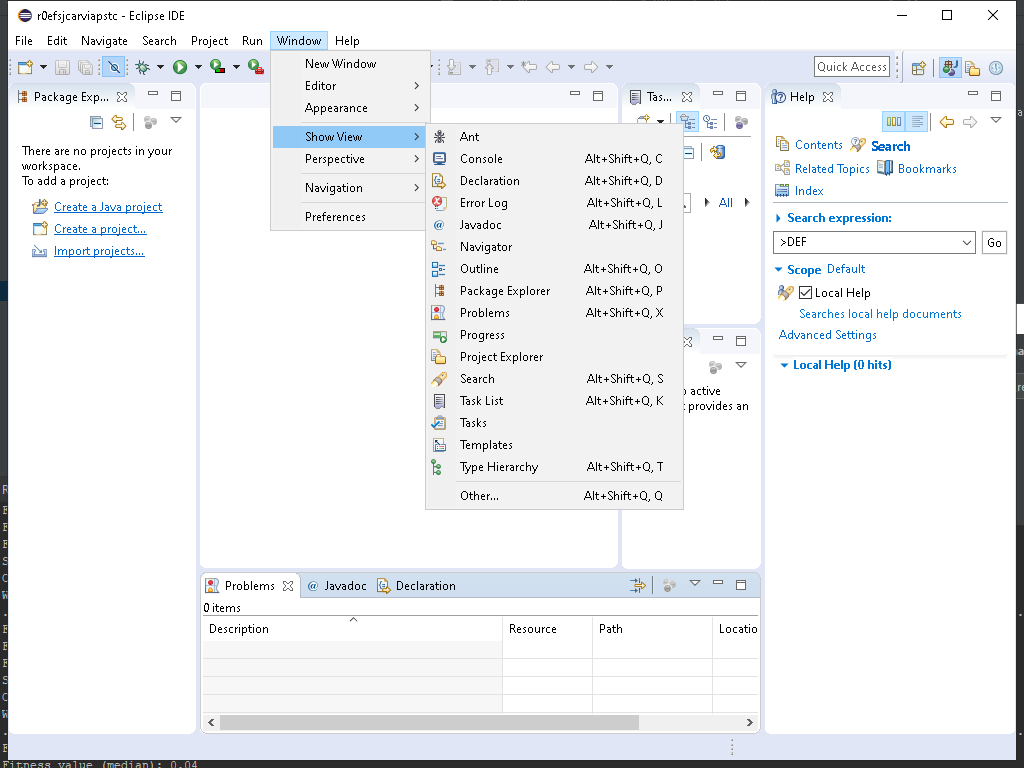 r0efsjcarviapstc - Eclipse IDE
File Edit Navigate Search Project Run Window Help
Quick Access
New Window
Editor
Appearance
Show View
Perspective
Navigation
Preferences
Ant
Console Alt+Shift+Q, C
Declaration Alt+Shift+Q, D
Error Log Alt+Shift+Q, L
Javadoc Alt+Shift+Q, J
Navigator
Outline Alt+Shift+Q, O
Package Explorer Alt+Shift+Q, P
Problems Alt+Shift+Q, X
Progress
Project Explorer
Search Alt+Shift+Q, S
Task List Alt+Shift+Q, K
Tasks
Templates
Type Hierarchy Alt+Shift+Q, T
Other... Alt+Shift+Q, Q
Package Exp...
There are no projects in your
workspace.
To add a project:
Create a Java project
Create a project...
Import projects...
Tas...
All
active
provides an
Help
Contents Search
Related Topics Bookmarks
Index
Search expression:
>DEF Go
Scope Default
Local Help
Searches local help documents
Advanced Settings
Local Help (0 hits)
Problems @ Javadoc Declaration
0 items
Description Resource Path Locatio
Fitness value (median): 0.04